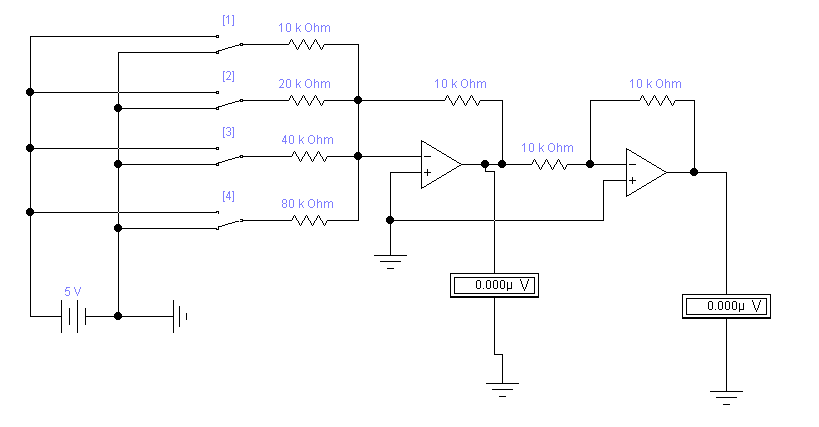 [1]
10 k Ohm
[2]
20 k Ohm
10 k Ohm
10 k Ohm
[3]
40 k Ohm
10 k Ohm
[4]
80 k Ohm
5 V
0.000µ V
0.000µ V